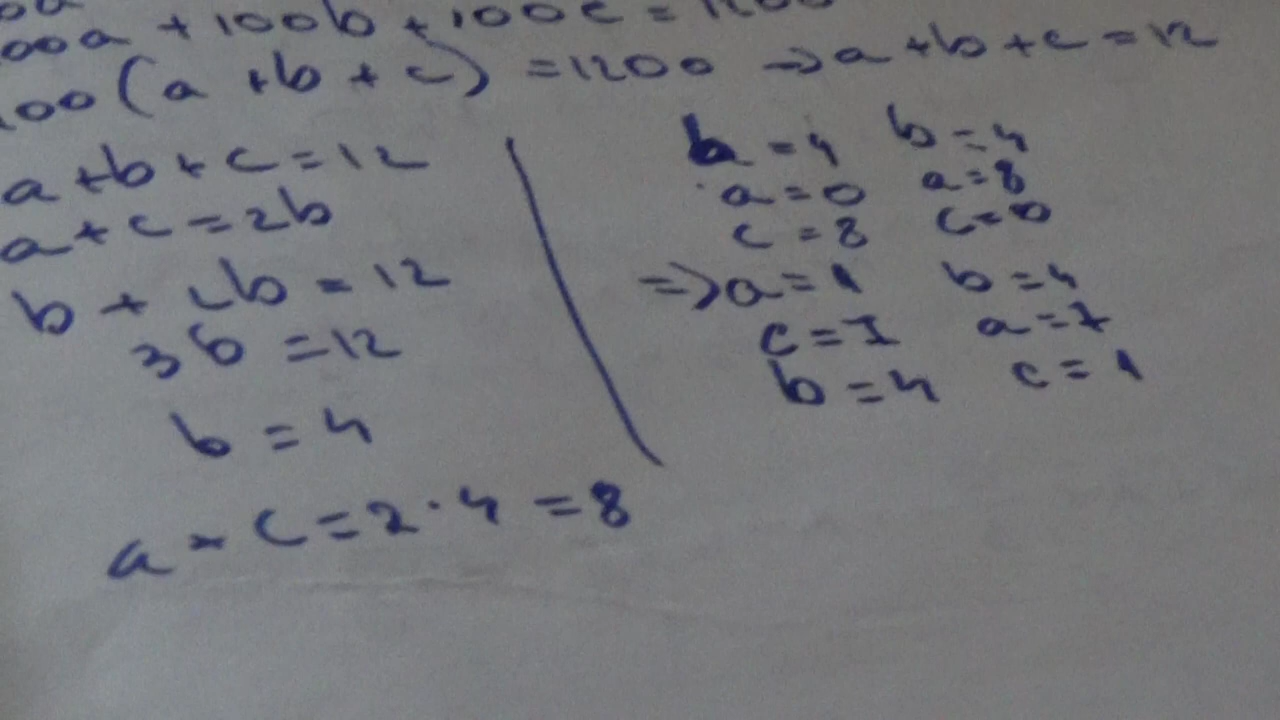 00a + 100b + 100c = 1200
100 (a + b + c) = 1200 => a + b + c = 12
a + b + c = 12
a + c = 2b
b + 2b = 12
3b = 12
b = 4
a + c = 2 · 4 = 8
b = 4 b = 4
a = 0 a = 8
c = 8 c = 0
=> a = 1 b = 4
c = 7 a = 7
b = 4 c = 1